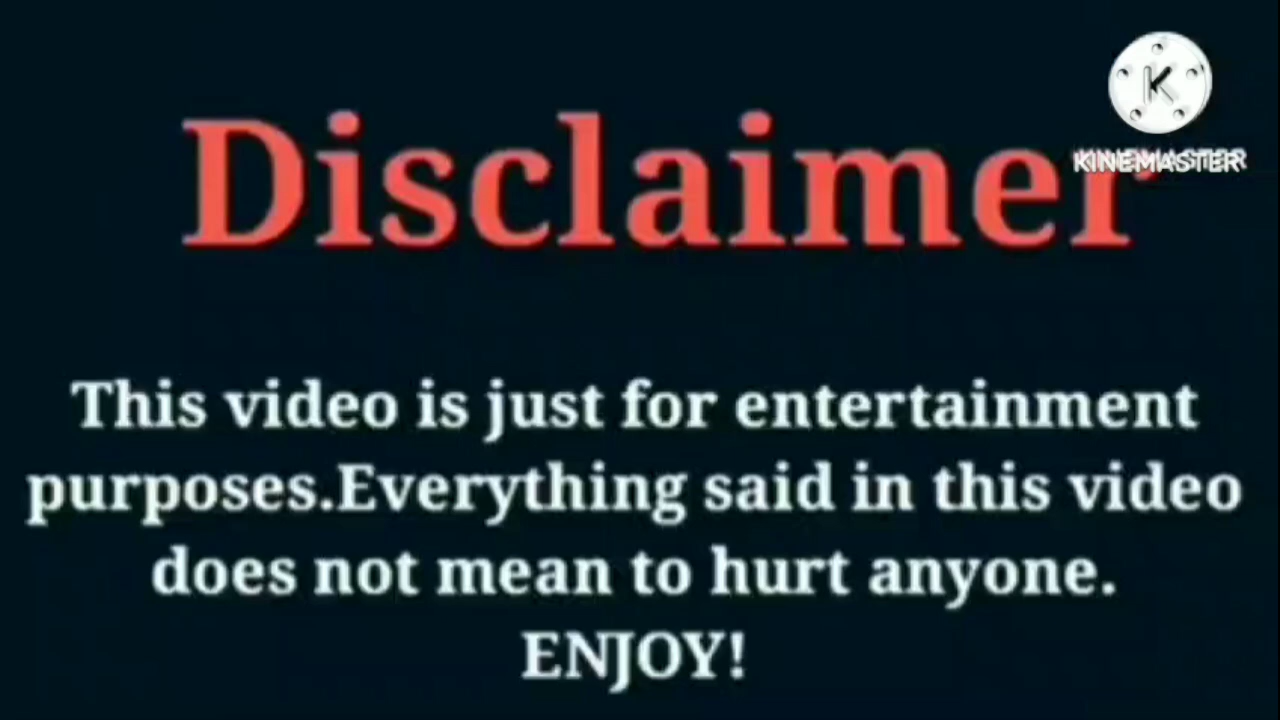 K
KINEMASTER
Disclaimer
This video is just for entertainment
purposes.Everything said in this video
does not mean to hurt anyone.
ENJOY!